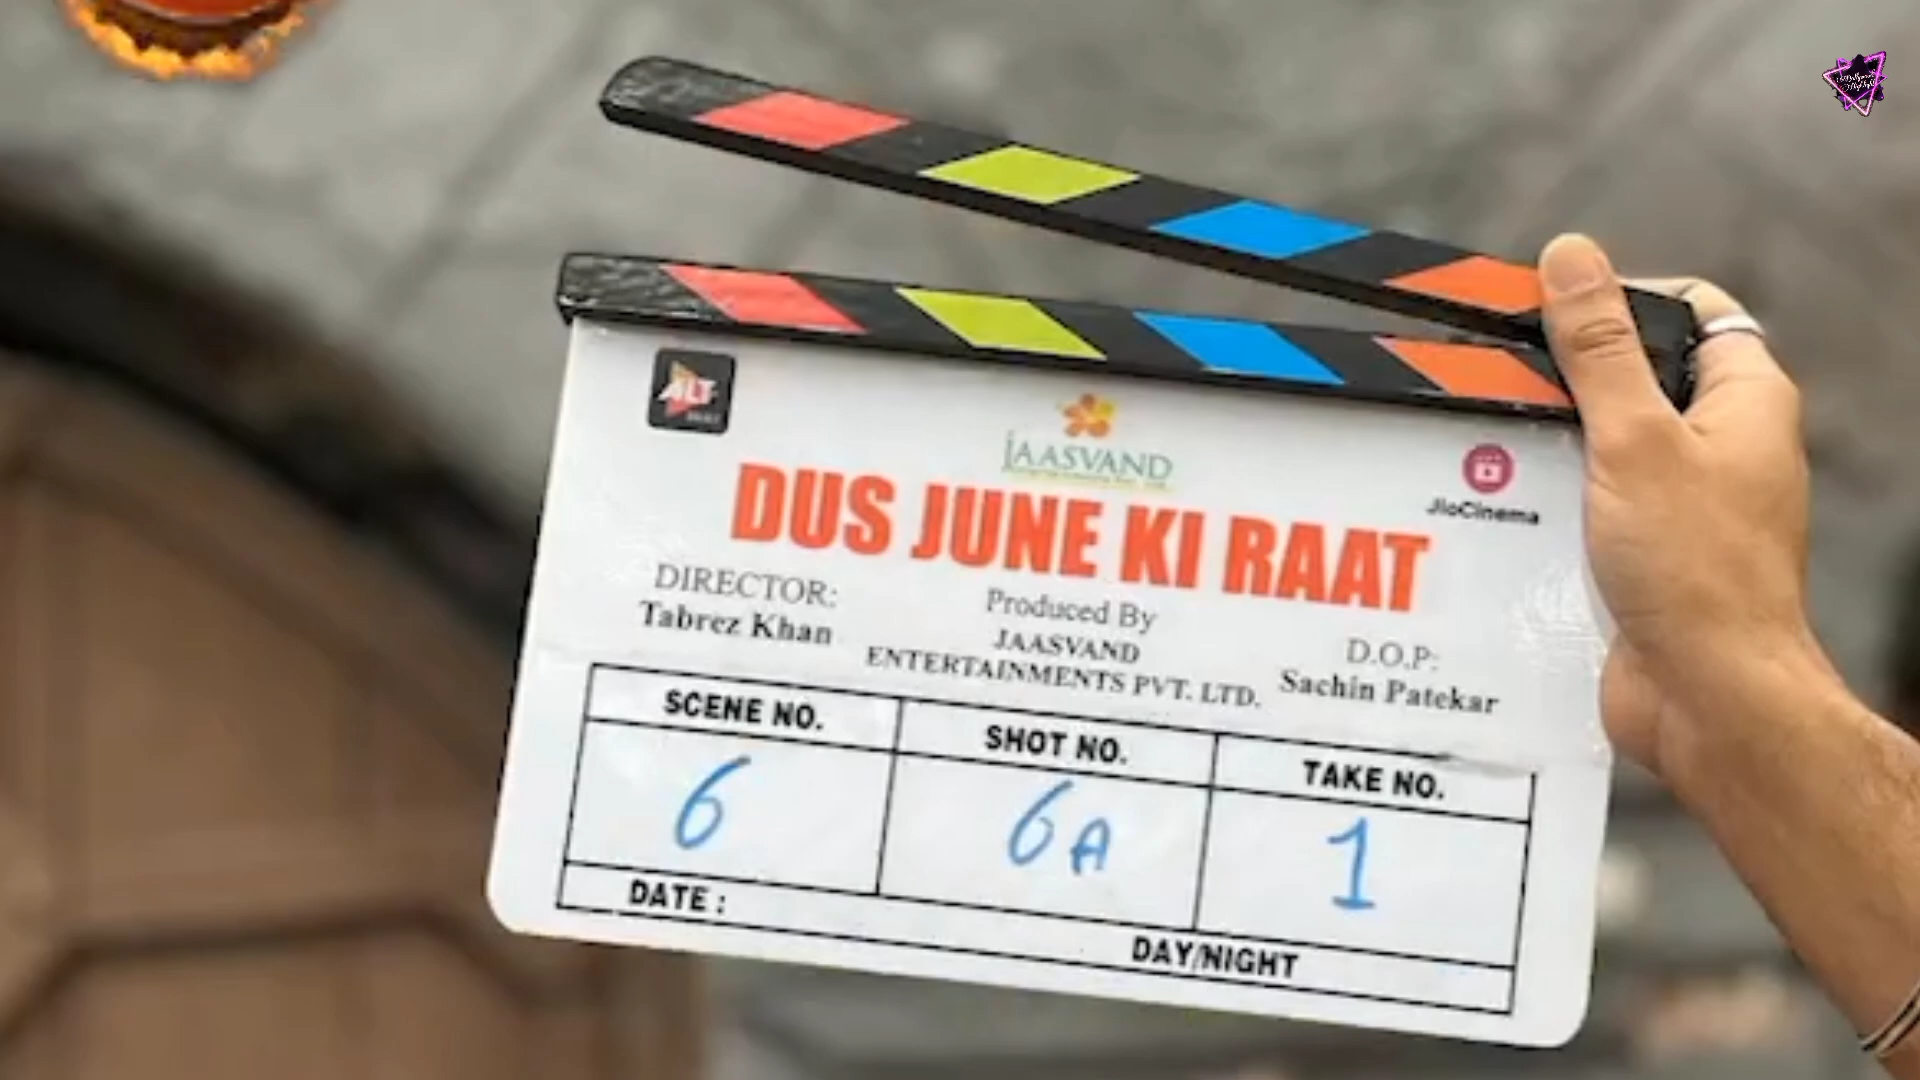 ALT
JAASVAND
JioCinema
DUS JUNE KI RAAT
DIRECTOR:
Tabrez Khan
Produced By
JAASVAND
ENTERTAINMENTS PVT. LTD.
D.O.P:
Sachin Patekar
SCENE NO.
SHOT NO.
TAKE NO.
6
6A
1
DATE :
DAY/NIGHT